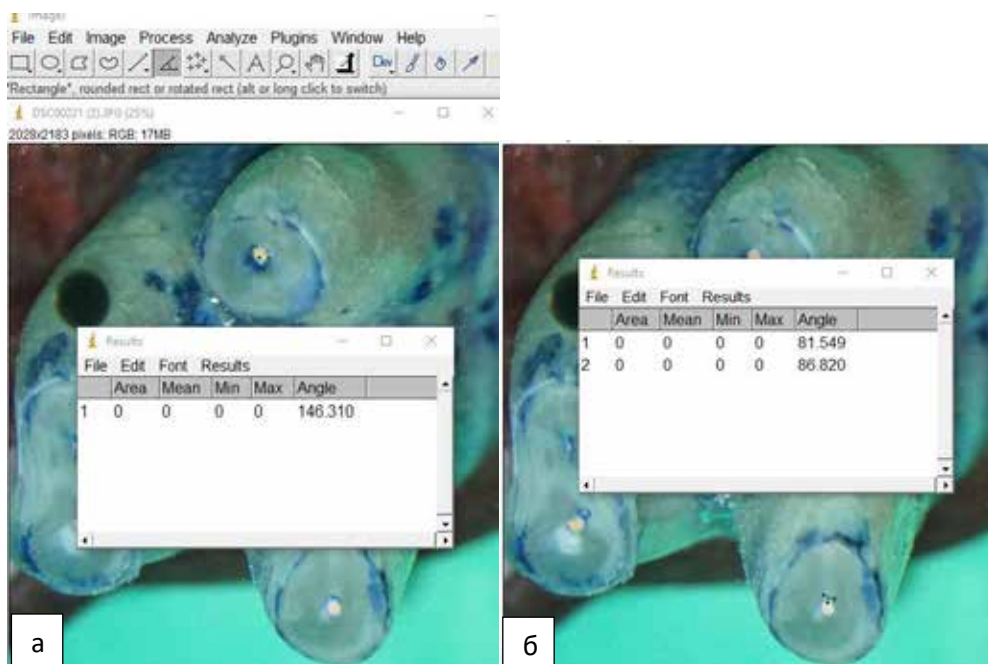 ImageJ
File Edit Image Process Analyze Plugins Window Help
Dev
"Rectangle", rounded rect or rotated rect (alt or long click to switch)
2028x2183 pixels; RGB; 17MB
Results
File Edit Font Results
Area Mean Min Max Angle
1 0 0 0 0 146.310
а
Results
File Edit Font Results
Area Mean Min Max Angle
1 0 0 0 0 81.549
2 0 0 0 0 86.820
б